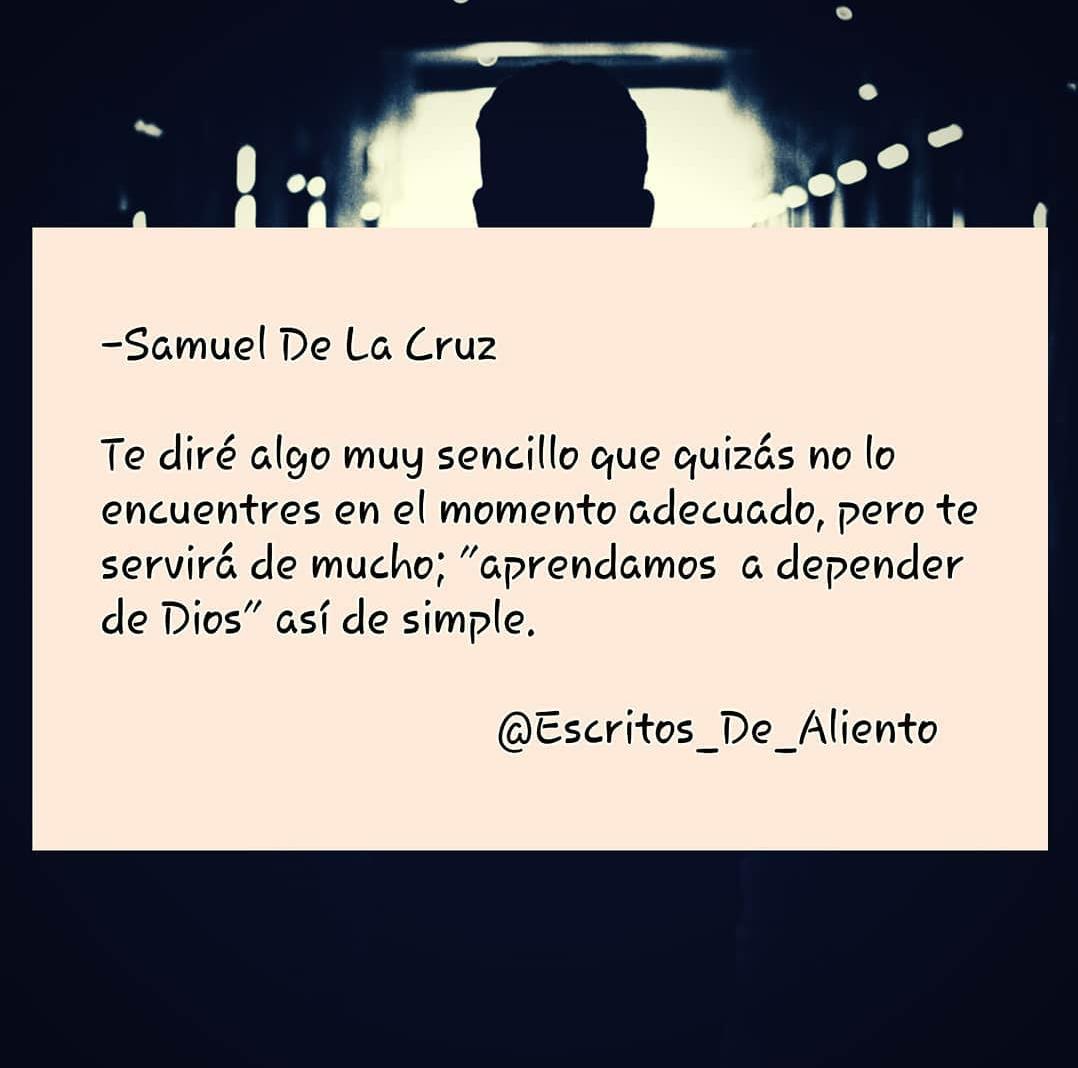 -Samuel De La Cruz
Te diré algo muy sencillo que quizás no lo
encuentres en el momento adecuado, pero te
servirá de mucho; "aprendamos  a depender
de Dios" así de simple.
@Escritos_De_Aliento